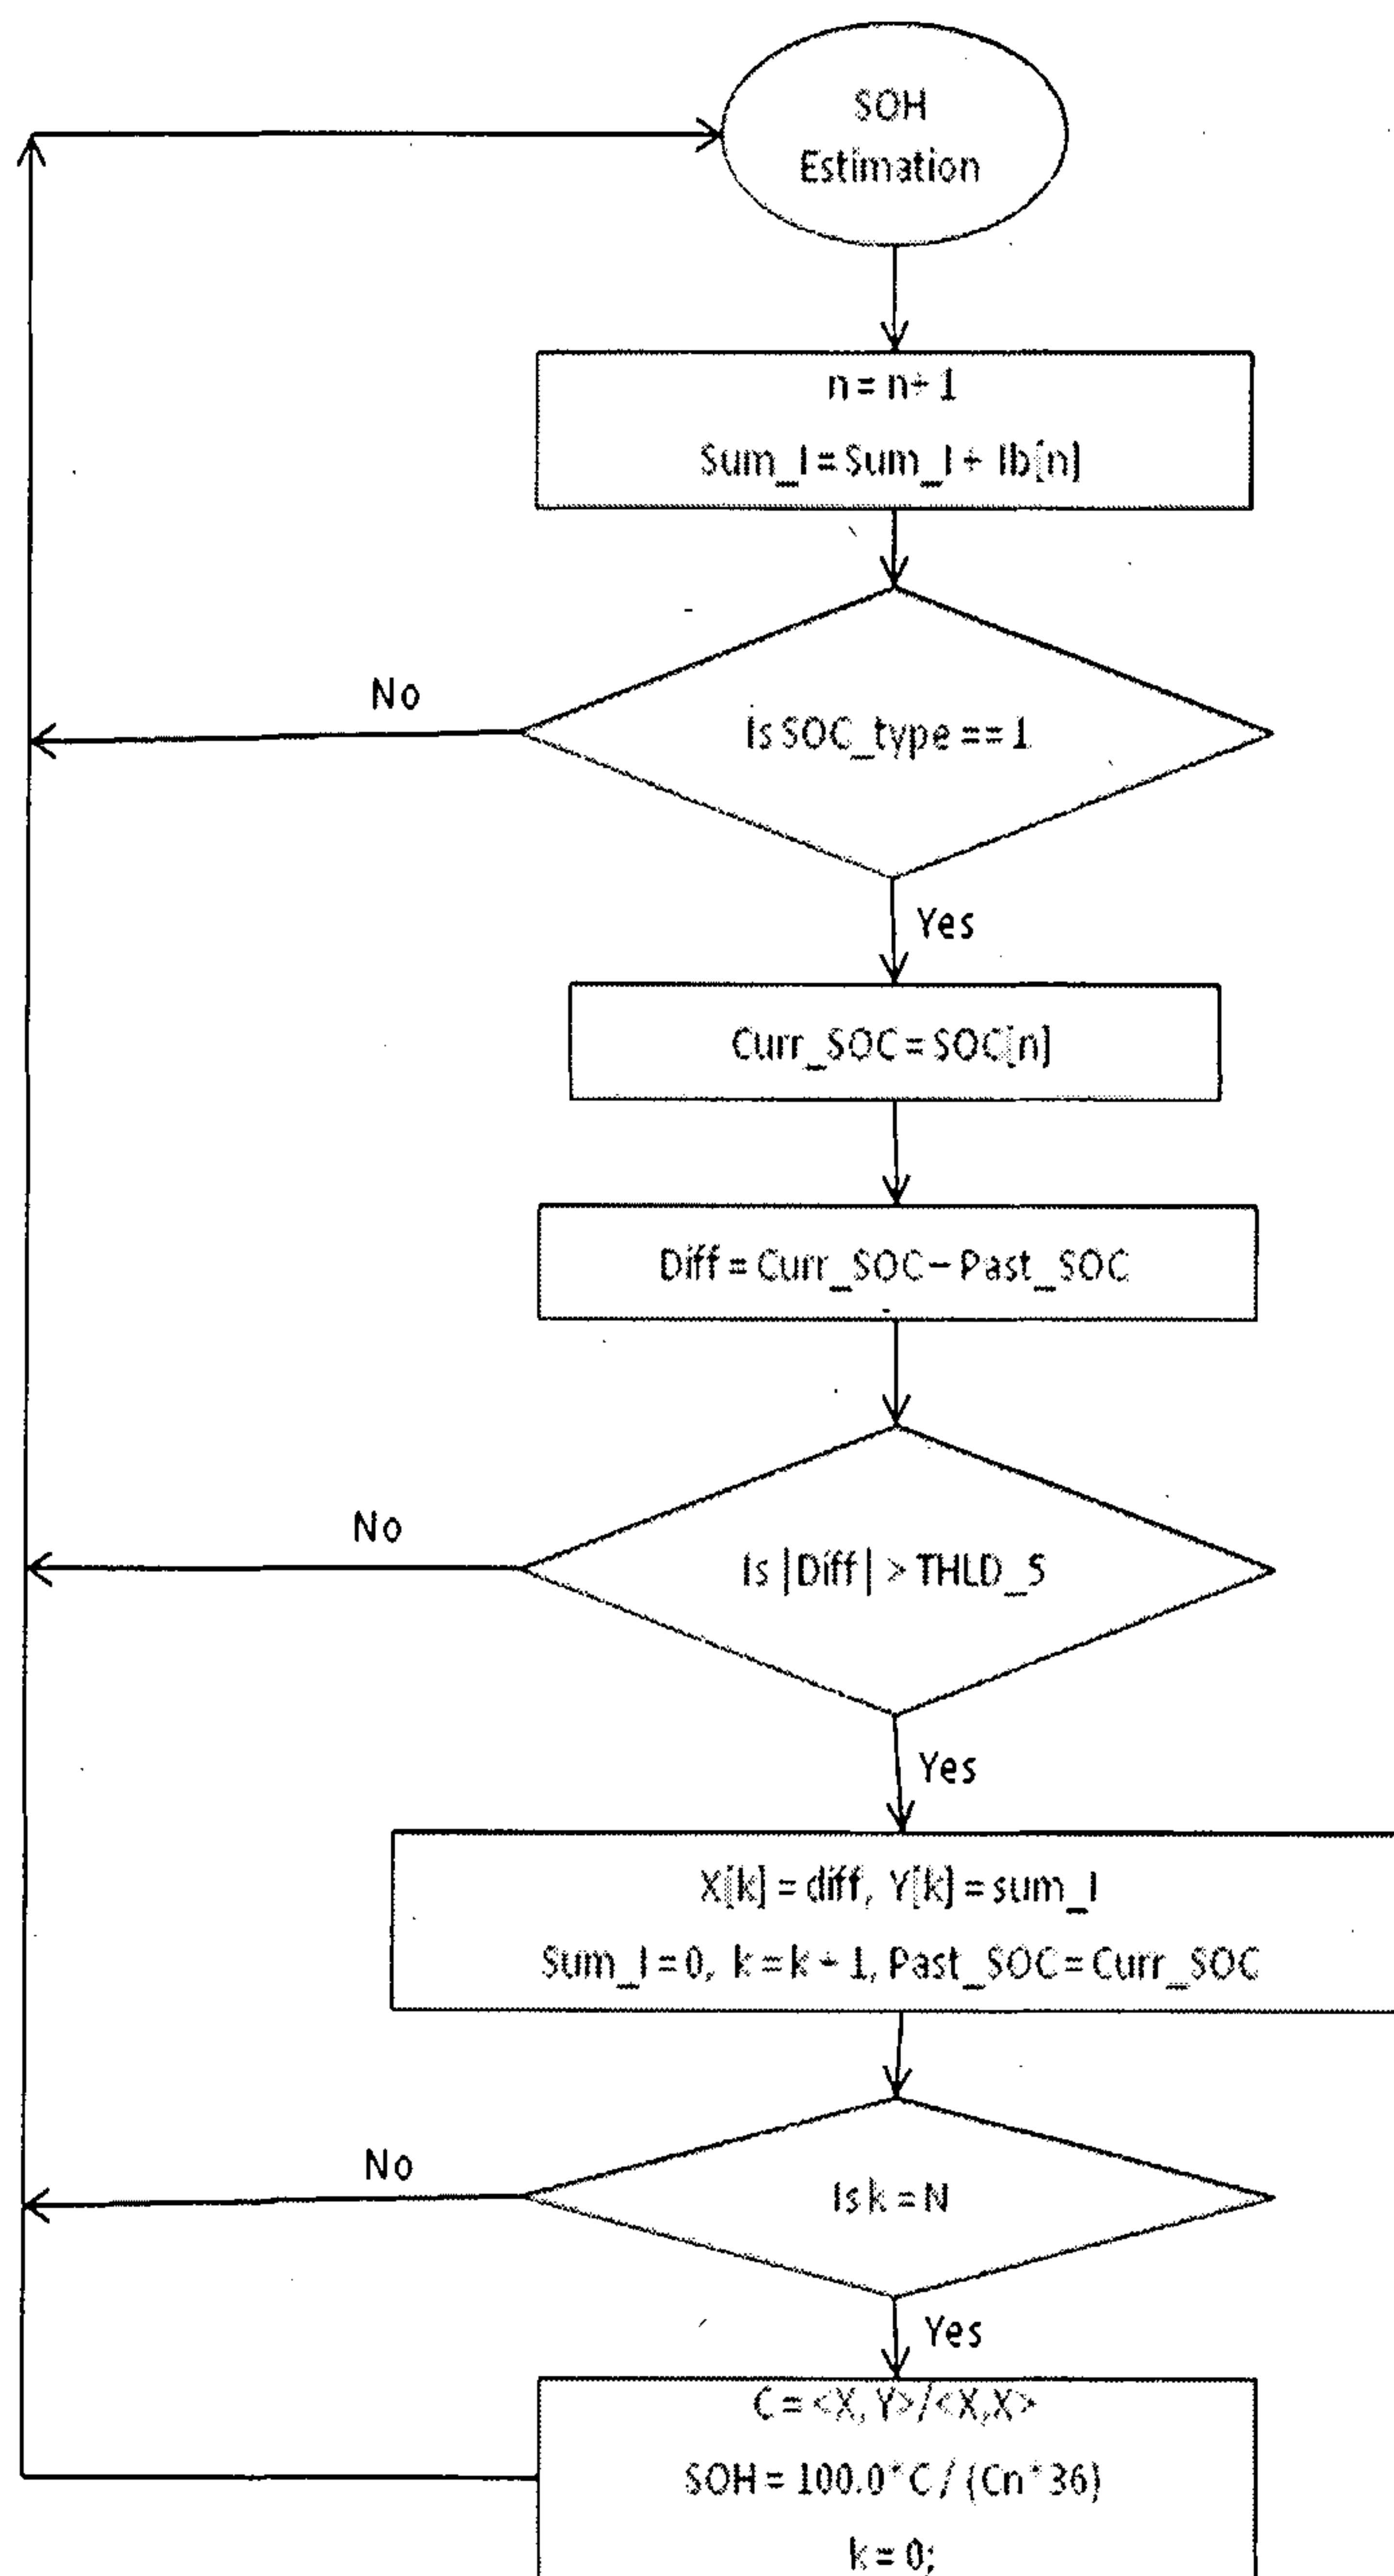 SOH
Estimation
n = n+ 1
Sum_I = Sum_I + Ib[n]
No
Is SOC_type == 1
Yes
Curr_SOC = SOC[n]
Diff = Curr_SOC – Past_SOC
No
Is |Diff| > THLD_5
Yes
X[k] = diff, Y[k] = sum_I
Sum_I = 0, k = k + 1, Past_SOC = Curr_SOC
No
Is k = N
Yes
C = <X, Y>/<X,X>
SOH = 100.0*C / (Cn*36)
k = 0;